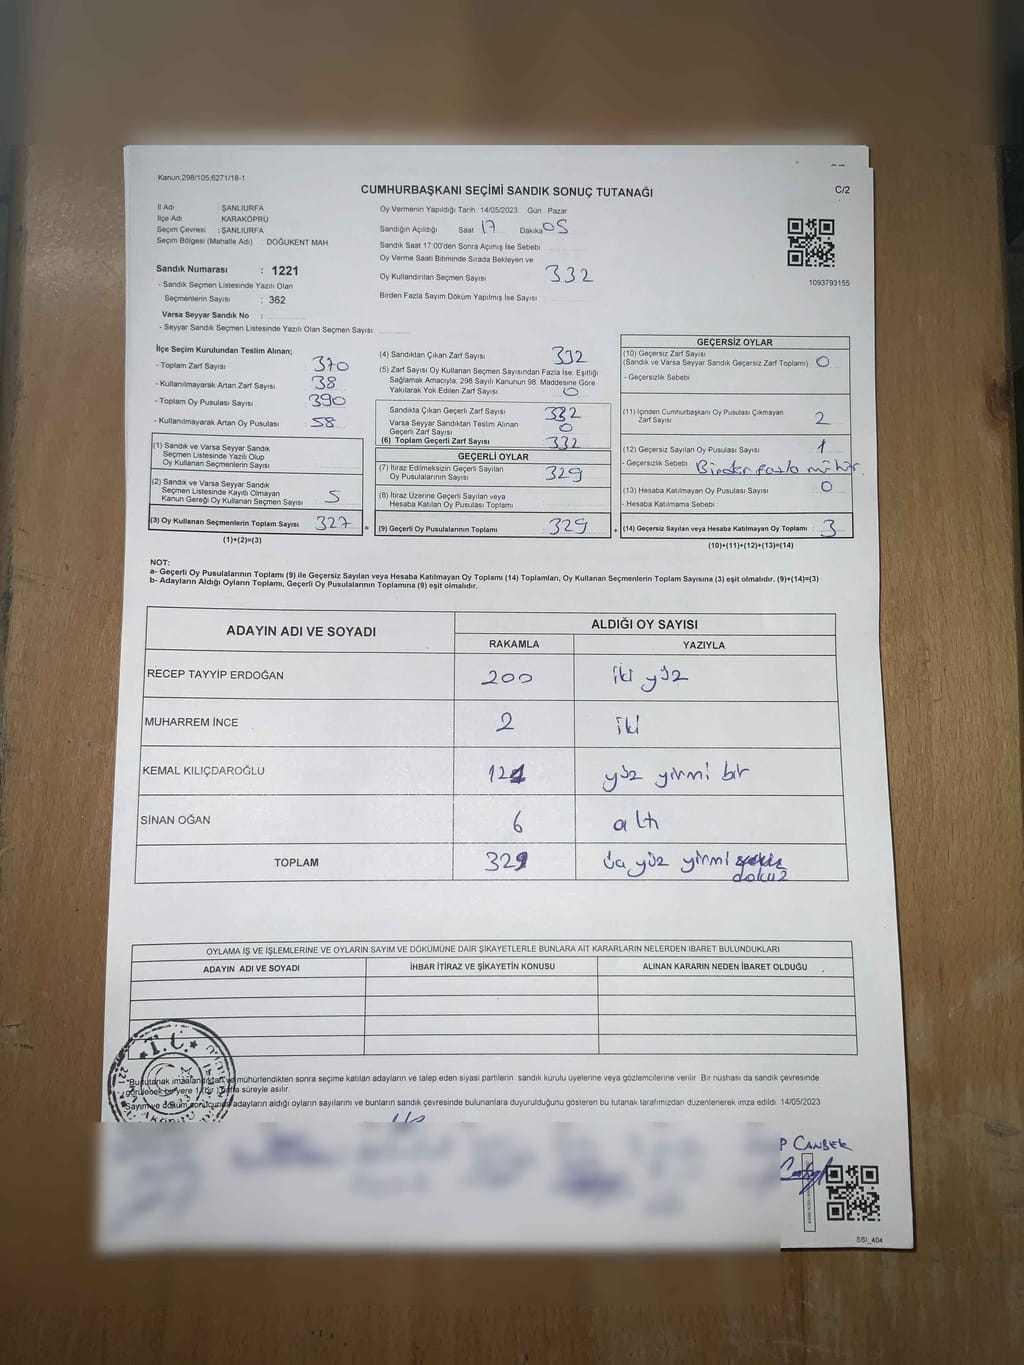 Kanun:298/105,6271/18-1
CUMHURBAŞKANI SEÇİMİ SANDIK SONUÇ TUTANAĞI
C/2
İl Adı ŞANLIURFA
İlçe Adı KARAKÖPRÜ
Seçim Çevresi : ŞANLIURFA
Seçim Bölgesi (Mahalle Adı) : DOĞUKENT MAH
Sandık Numarası : 1221
- Sandık Seçmen Listesinde Yazılı Olan
Seçmenlerin Sayısı : 362
Varsa Seyyar Sandık No :
- Seyyar Sandık Seçmen Listesinde Yazılı Olan Seçmen Sayısı:
Oy Vermenin Yapıldığı Tarih :14/05/2023 Gün Pazar
Sandığın Açıldığı Saat 17 Dakika 05
Sandık Saat 17:00'den Sonra Açımış İse Sebebi
Oy Verme Saati Bitiminde Sırada Bekleyen ve
Oy Kullandırılan Seçmen Sayısı 332
Birden Fazla Sayım Döküm Yapılmış İse Sayısı
1093793155
İlçe Seçim Kurulundan Teslim Alınan;
- Toplam Zarf Sayısı 370
- Kullanılmayarak Artan Zarf Sayısı 38
- Toplam Oy Pusulası Sayısı 390
- Kullanılmayarak Artan Oy Pusulası : 58
(1) Sandık ve Varsa Seyyar Sandık
Seçmen Listesinde Yazılı Olup
Oy Kullanan Seçmenlerin Sayısı
(2) Sandık ve Varsa Seyyar Sandık
Seçmen Listesinde Kayıtlı Olmayan
Kanun Gereği Oy Kullanan Seçmen Sayısı 5
(3) Oy Kullanan Seçmenlerin Toplam Sayısı 327 =
(1)+(2)=(3)
(4) Sandıktan Çıkan Zarf Sayısı 332
(5) Zarf Sayısı Oy Kullanan Seçmen Sayısından Fazla İse, Eşitliği
Sağlamak Amacıyla; 298 Sayılı Kanunun 98. Maddesine Göre
Yakılarak Yok Edilen Zarf Sayısı 0
Sandıkta Çıkan Geçerli Zarf Sayısı 332
Varsa Seyyar Sandıktan Teslim Alınan
Geçerli Zarf Sayısı 0
(6) Toplam Geçerli Zarf Sayısı 332
GEÇERLİ OYLAR
(7) İtiraz Edilmeksizin Geçerli Sayılan
Oy Pusulalarının Sayısı 329
(8) İtiraz Üzerine Geçerli Sayılan veya
Hesaba Katılan Oy Pusulası Toplamı
(9) Geçerli Oy Pusulalarının Toplamı 329 +
GEÇERSİZ OYLAR
(10) Geçersiz Zarf Sayısı
(Sandık ve Varsa Seyyar Sandık Geçersiz Zarf Toplamı) 0
- Geçersizlik Sebebi
(11) İçinden Cumhurbaşkanı Oy Pusulası Çıkmayan
Zarf Sayısı 2
(12) Geçersiz Sayılan Oy Pusulası Sayısı 1
- Geçersizlik Sebebi Birden fazla mühür.
(13) Hesaba Katılmayan Oy Pusulası Sayısı 0
- Hesaba Katılmama Sebebi
(14) Geçersiz Sayılan veya Hesaba Katılmayan Oy Toplamı 3
(10)+(11)+(12)+(13)=(14)
NOT:
a- Geçerli Oy Pusulalarının Toplamı (9) ile Geçersiz Sayılan veya Hesaba Katılmayan Oy Toplamı (14) Toplamları, Oy Kullanan Seçmenlerin Toplam Sayısına (3) eşit olmalıdır. (9)+(14)=(3)
b- Adayların Aldığı Oyların Toplamı, Geçerli Oy Pusulalarının Toplamına (9) eşit olmalıdır.
ADAYIN ADI VE SOYADI ALDIĞI OY SAYISI
RAKAMLA YAZIYLA
RECEP TAYYİP ERDOĞAN 200 iki yüz
MUHARREM İNCE 2 iki
KEMAL KILIÇDAROĞLU 121 yüz yirmi bir
SİNAN OĞAN 6 altı
TOPLAM 329 üç yüz yirmi
dokuz
OYLAMA İŞ VE İŞLEMLERİNE VE OYLARIN SAYIM VE DÖKÜMÜNE DAİR ŞİKAYETLERLE BUNLARA AİT KARARLARIN NELERDEN İBARET BULUNDUKLARI
ADAYIN ADI VE SOYADI İHBAR İTİRAZ VE ŞİKAYETİN KONUSU ALINAN KARARIN NEDEN İBARET OLDUĞU
T.C.
mühürlendikten sonra seçime katılan adayların ve talep eden siyasi partilerin sandık kurulu üyelerine veya gözlemcilerine verilir. Bir nüshası da sandık çevresinde
süreyle asılır.
adayların aldığı oyların sayılarını ve bunların sandık çevresinde bulunanlara duyurulduğunu gösteren bu tutanak tarafımızdan düzenlenerek imza edildi. 14/05/2023
P CANBEK
SSI_404